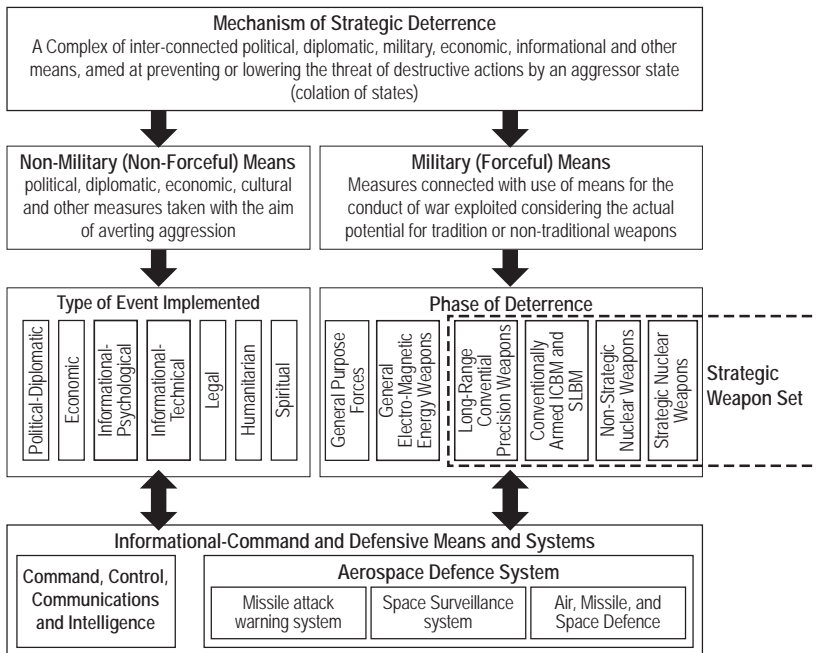 Mechanism of Strategic Deterrence
A Complex of inter-connected political, diplomatic, military, economic, informational and other
means, amed at preventing or lowering the threat of destructive actions by an aggressor state
(colation of states)
Non-Military (Non-Forceful) Means
political, diplomatic, economic, cultural
and other measures taken with the aim
of averting aggression
Military (Forceful) Means
Measures connected with use of means for the
conduct of war exploited considering the actual
potential for tradition or non-traditional weapons
Type of Event Implemented
Political-Diplomatic
Economic
Informational-
Psychological
Informational-
Technical
Legal
Humanitarian
Spiritual
Phase of Deterrence
General Purpose
Forces
General
Electro-Magnetic
Energy Weapons
Long-Range
Convential
Precision Weapons
Conventionally
Armed ICBM and
SLBM
Non-Strategic
Nuclear Weapons
Strategic Nuclear
Weapons
Strategic
Weapon Set
Informational-Command and Defensive Means and Systems
Command, Control,
Communications
and Intelligence
Aerospace Defence System
Missile attack
warning system
Space Surveillance
system
Air, Missile, and
Space Defence